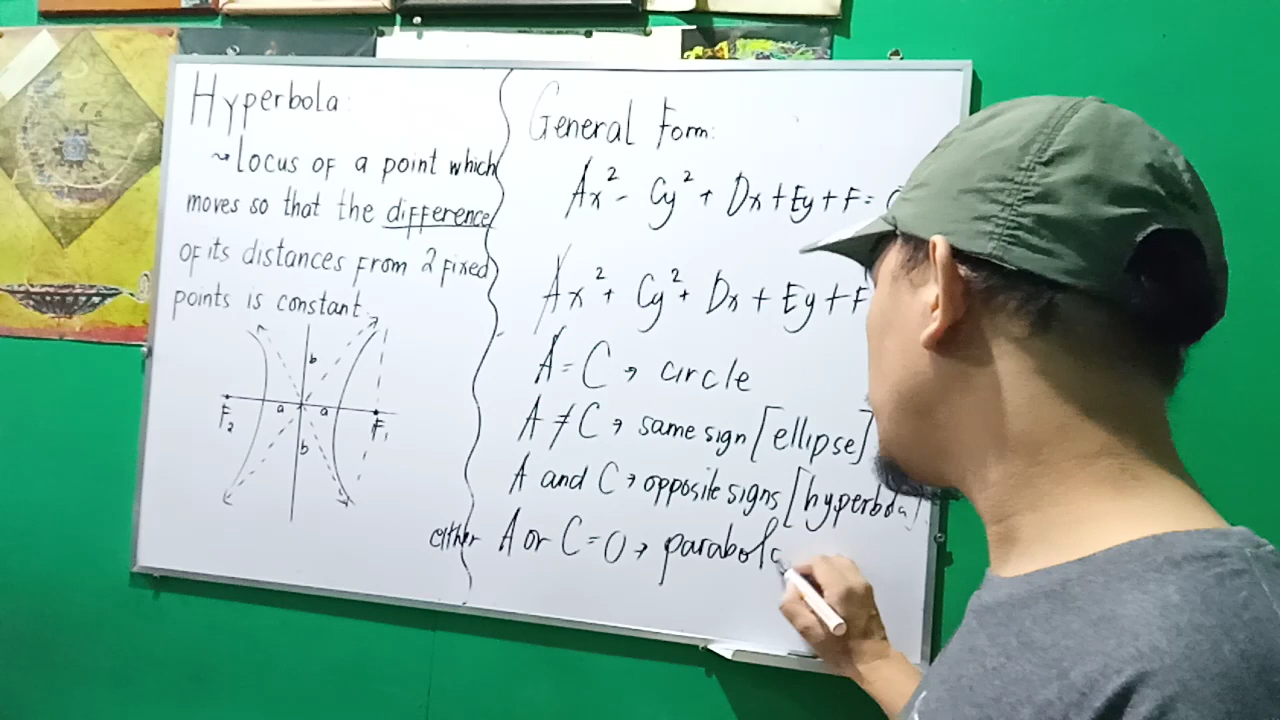 Hyperbola:
~ Locus of a point which
moves so that the difference
of its distances from 2 fixed
points is constant.
b
F₂ a a F₁
b
General Form:
Ax² - Cy² + Dx + Ey + F =
Ax² + Cy² + Dx + Ey + F
A = C → circle
A ≠ C → same sign [ellipse]
A and C → opposite signs [hyperbola]
either A or C = 0 → parabola